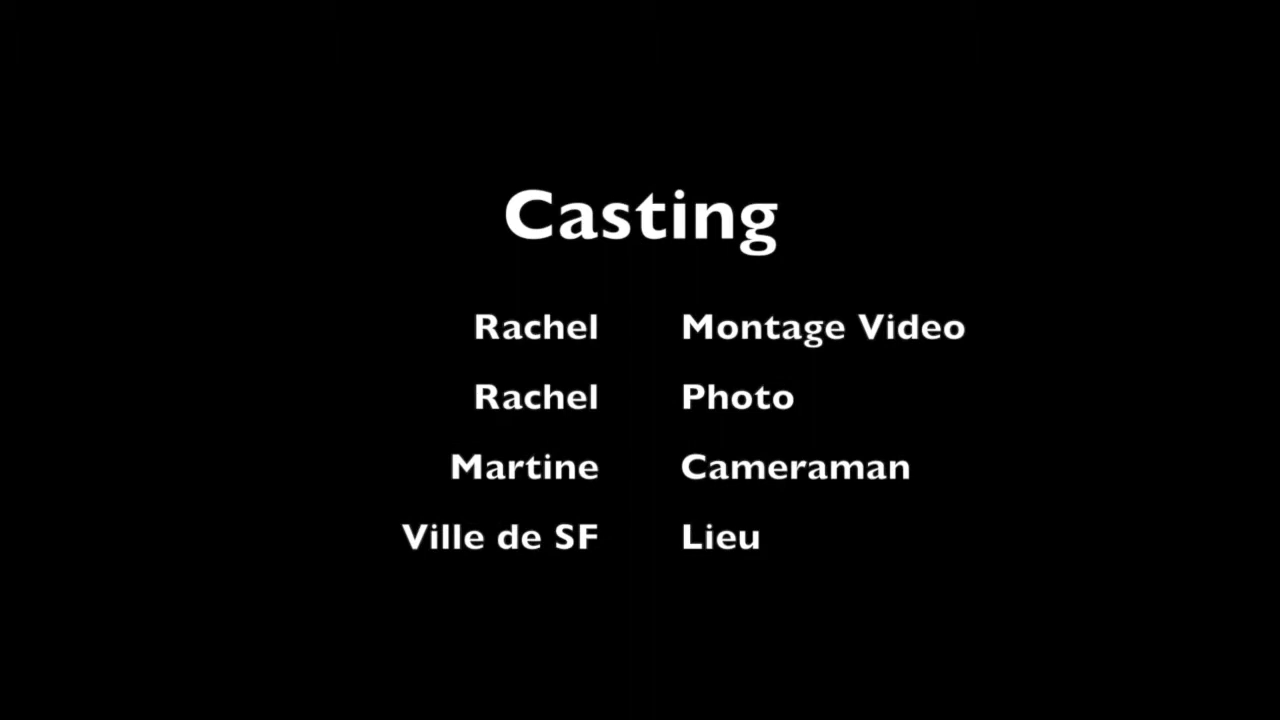 Casting
Rachel Montage Video
Rachel Photo
Martine Cameraman
Ville de SF Lieu